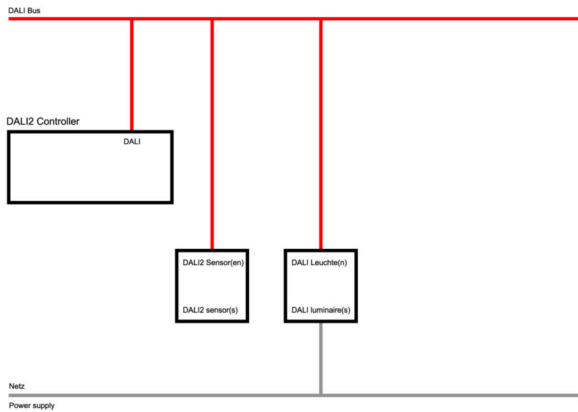 DALI Bus
DALI2 Controller
DALI
DALI2 Sensor(en)
DALI2 sensor(s)
DALI Leuchte(n)
DALI luminaire(s)
Netz
Power supply